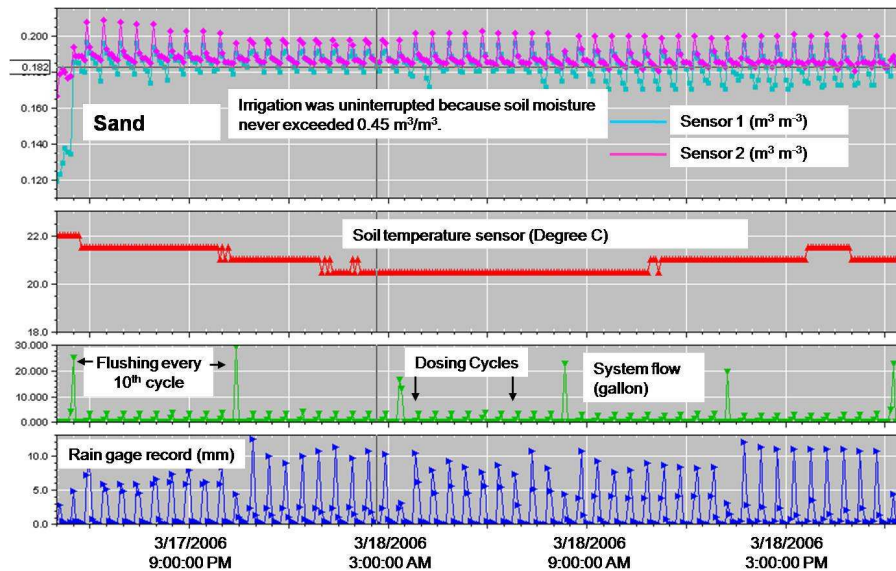 0.200
0.182
0.160
0.140
0.120
Sand
Irrigation was uninterrupted because soil moisture
never exceeded 0.45 m³/m³.
Sensor 1 (m³ m⁻³)
Sensor 2 (m³ m⁻³)
22.0
20.0
18.0
Soil temperature sensor (Degree C)
30.000
20.000
10.000
0.000
Flushing every
10th cycle
Dosing Cycles
System flow
(gallon)
10.0
5.0
0.0
Rain gage record (mm)
3/17/2006
9:00:00 PM
3/18/2006
3:00:00 AM
3/18/2006
9:00:00 AM
3/18/2006
3:00:00 PM